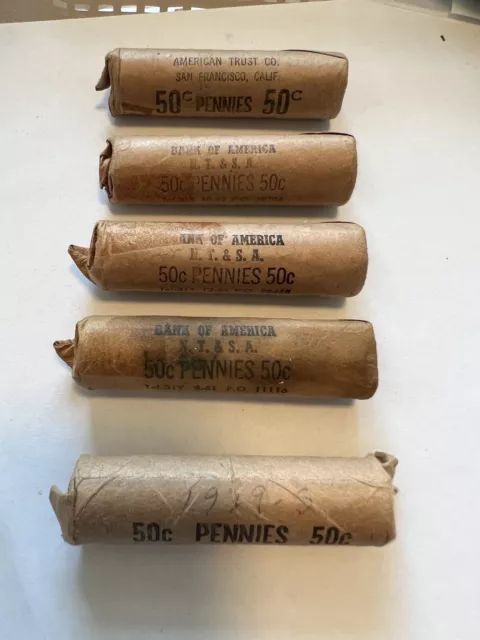 AMERICAN TRUST CO.
SAN FRANCISCO, CALIF.
50c PENNIES 50c
BANK OF AMERICA
N. T. & S. A.
50c PENNIES 50c
BANK OF AMERICA
N. T. & S. A.
50c PENNIES 50c
BANK OF AMERICA
N. T. & S. A.
50c PENNIES 50c
50c PENNIES 50c